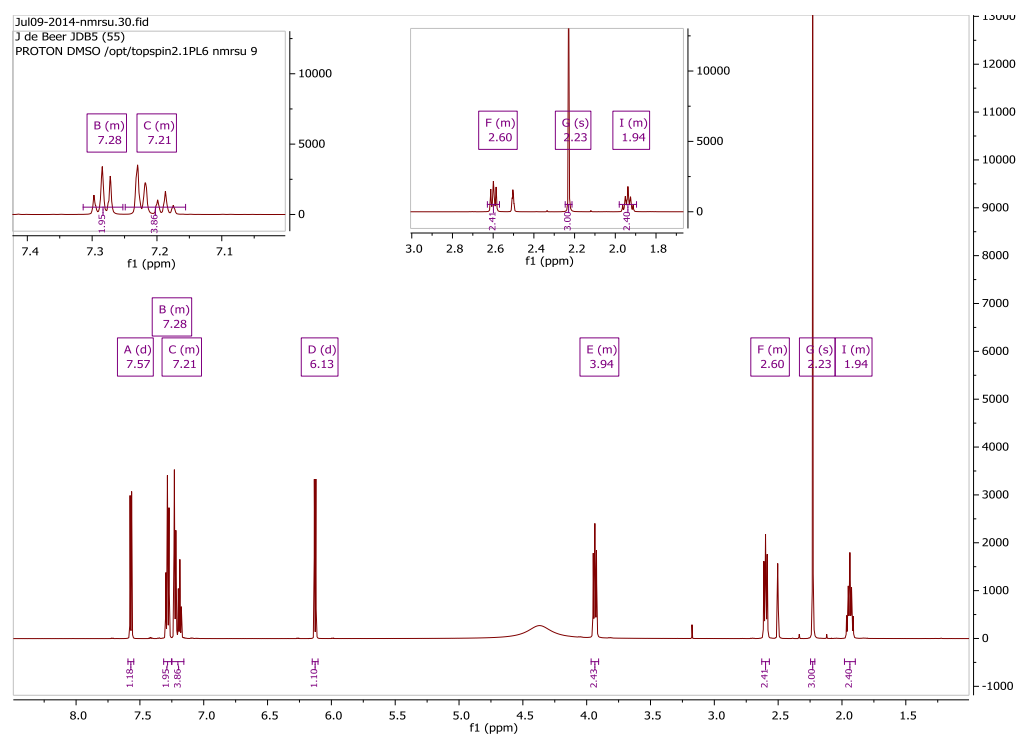 Jul09-2014-nmrsu.30.fid
J de Beer JDB5 (55)
PROTON DMSO /opt/topspin2.1PL6 nmrsu 9
B (m)
7.28
C (m)
7.21
1.95
3.86
10000
5000
0
7.4 7.3 7.2 7.1
f1 (ppm)
F (m)
2.60
G (s)
2.23
I (m)
1.94
2.41
3.00
2.40
10000
5000
0
3.0 2.8 2.6 2.4 2.2 2.0 1.8
f1 (ppm)
B (m)
7.28
A (d)
7.57
C (m)
7.21
D (d)
6.13
E (m)
3.94
F (m)
2.60
G (s)
2.23
I (m)
1.94
1.18
1.95
3.86
1.10
2.43
2.41
3.00
2.40
13000
12000
11000
10000
9000
8000
7000
6000
5000
4000
3000
2000
1000
0
-1000
8.0 7.5 7.0 6.5 6.0 5.5 5.0 4.5 4.0 3.5 3.0 2.5 2.0 1.5
f1 (ppm)